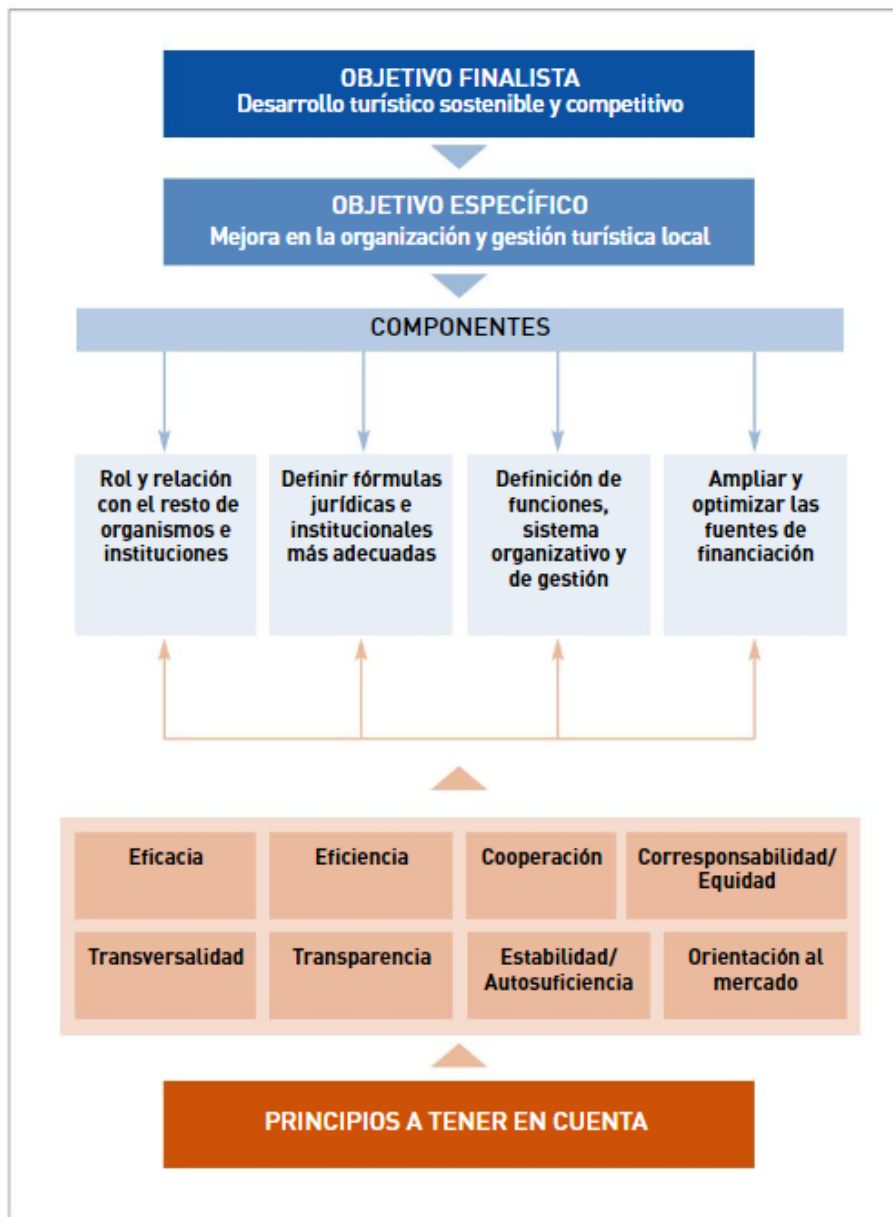 OBJETIVO FINALISTA
Desarrollo turístico sostenible y competitivo
OBJETIVO ESPECÍFICO
Mejora en la organización y gestión turística local
COMPONENTES
Rol y relación
con el resto de
organismos e
instituciones
Definir fórmulas
jurídicas e
institucionales
más adecuadas
Definición de
funciones,
sistema
organizativo y
de gestión
Ampliar y
optimizar las
fuentes de
financiación
Eficacia
Eficiencia
Cooperación
Corresponsabilidad/
Equidad
Transversalidad
Transparencia
Estabilidad/
Autosuficiencia
Orientación al
mercado
PRINCIPIOS A TENER EN CUENTA